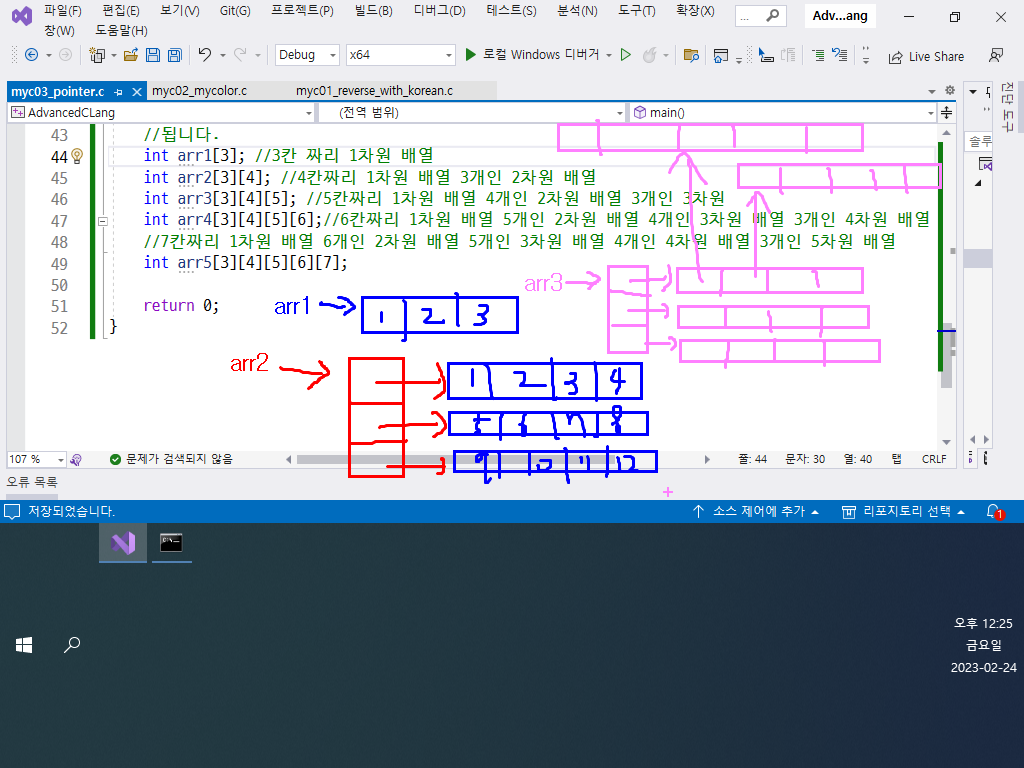 파일(F) 편집(E) 보기(V) Git(G) 프로젝트(P) 빌드(B) 디버그(D) 테스트(S) 분석(N) 도구(T) 확장(X) ... Adv...ang
창(W) 도움말(H)
Debug x64 로컬 Windows 디버거 Live Share
myc03_pointer.c myc02_mycolor.c myc01_reverse_with_korean.c
진단 도구
AdvancedCLang (전역 범위) main()
43 //됩니다.
44 int arr1[3]; //3칸 짜리 1차원 배열
솔루
45 int arr2[3][4]; //4칸짜리 1차원 배열 3개인 2차원 배열
46 int arr3[3][4][5]; //5칸짜리 1차원 배열 4개인 2차원 배열 3개인 3차원
47 int arr4[3][4][5][6];//6칸짜리 1차원 배열 5개인 2차원 배열 4개인 3차원 배열 3개인 4차원 배열
48 //7칸짜리 1차원 배열 6개인 2차원 배열 5개인 3차원 배열 4개인 4차원 배열 3개인 5차원 배열
49 int arr5[3][4][5][6][7];
50
arr3
51 return 0;
arr1 1 2 3
52 }
arr2
1 2 3 4
5 6 7 8
9 10 11 12
107 % 문제가 검색되지 않음 줄: 44 문자: 30 열: 40 탭 CRLF
오류 목록
저장되었습니다. 소스 제어에 추가 리포지토리 선택 1
오후 12:25
금요일
2023-02-24